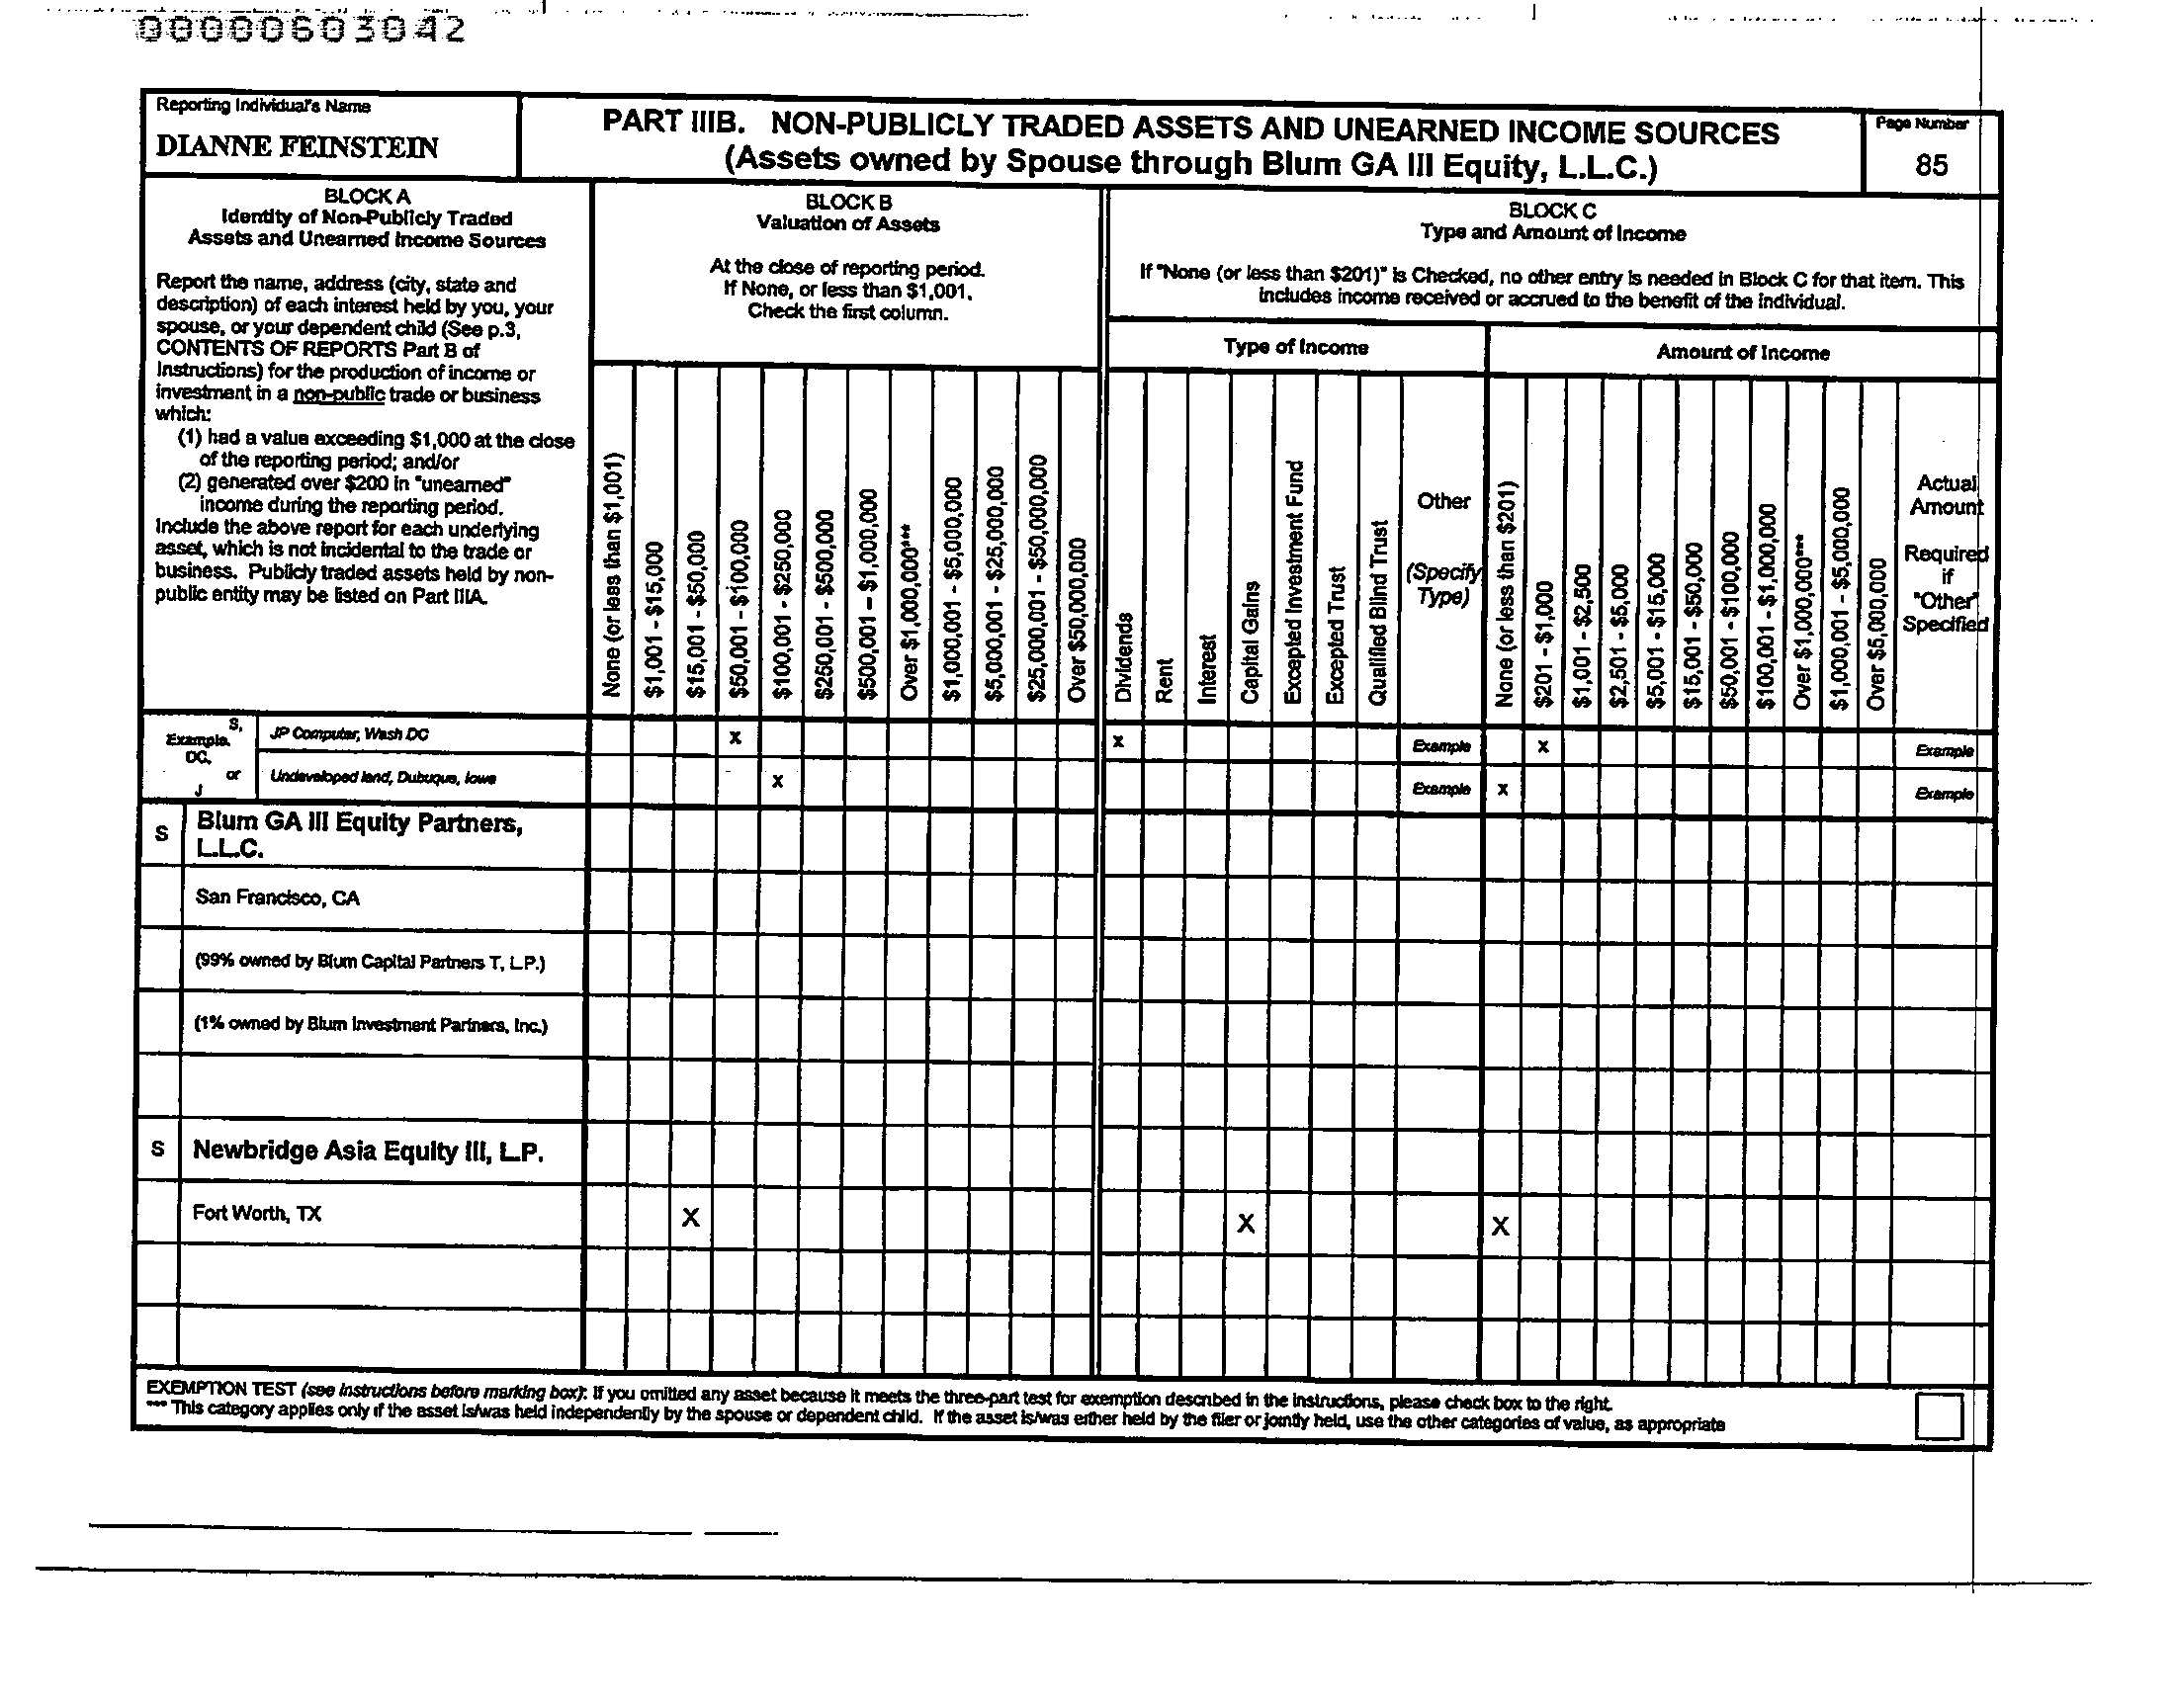 00000603042
Reporting Individual's Name
DIANNE FEINSTEIN
PART IIIB. NON-PUBLICLY TRADED ASSETS AND UNEARNED INCOME SOURCES
(Assets owned by Spouse through Blum GA III Equity, L.L.C.)
Page Number
85
BLOCK A
Identity of Non-Publicly Traded
Assets and Unearned Income Sources
Report the name, address (city, state and
description) of each interest held by you, your
spouse, or your dependent child (See p.3,
CONTENTS OF REPORTS Part B of
Instructions) for the production of income or
investment in a non-public trade or business
which:
(1) had a value exceeding $1,000 at the close
of the reporting period; and/or
(2) generated over $200 in "unearned"
income during the reporting period.
Include the above report for each underlying
asset, which is not incidental to the trade or
business. Publicly traded assets held by non-
public entity may be listed on Part IIIA.
BLOCK B
Valuation of Assets
At the close of reporting period.
If None, or less than $1,001,
Check the first column.
None (or less than $1,001)
$1,001 - $15,000
$15,001 - $50,000
$50,001 - $100,000
$100,001 - $250,000
$250,001 - $500,000
$500,001 – $1,000,000
Over $1,000,000***
$1,000,001 - $5,000,000
$5,000,001 - $25,000,000
$25,000,001 - $50,000,000
Over $50,000,000
BLOCK C
Type and Amount of Income
If "None (or less than $201)" is Checked, no other entry is needed in Block C for that item. This
includes income received or accrued to the benefit of the individual.
Type of Income
Amount of Income
Dividends
Rent
Interest
Capital Gains
Excepted Investment Fund
Excepted Trust
Qualified Blind Trust
Other
(Specify
Type)
None (or less than $201)
$201 - $1,000
$1,001 - $2,500
$2,501 - $5,000
$5,001 - $15,000
$15,001 - $50,000
$50,001 - $100,000
$100,001 - $1,000,000
Over $1,000,000***
$1,000,001 - $5,000,000
Over $5,000,000
Actual
Amount
Required
if
"Other"
Specified
S,
Example. DC,
or
J
JP Computer, Wash DC X X Example X Example
Undeveloped land, Dubuque, Iowa X Example X Example
S Blum GA III Equity Partners,
L.L.C.
San Francisco, CA
(99% owned by Blum Capital Partners T, L.P.)
(1% owned by Blum Investment Partners, Inc.)
S Newbridge Asia Equity III, L.P.
Fort Worth, TX X X X
EXEMPTION TEST (see instructions before marking box): If you omitted any asset because it meets the three-part test for exemption described in the instructions, please check box to the right.
*** This category applies only if the asset is/was held independently by the spouse or dependent child. If the asset is/was either held by the filer or jointly held, use the other categories of value, as appropriate